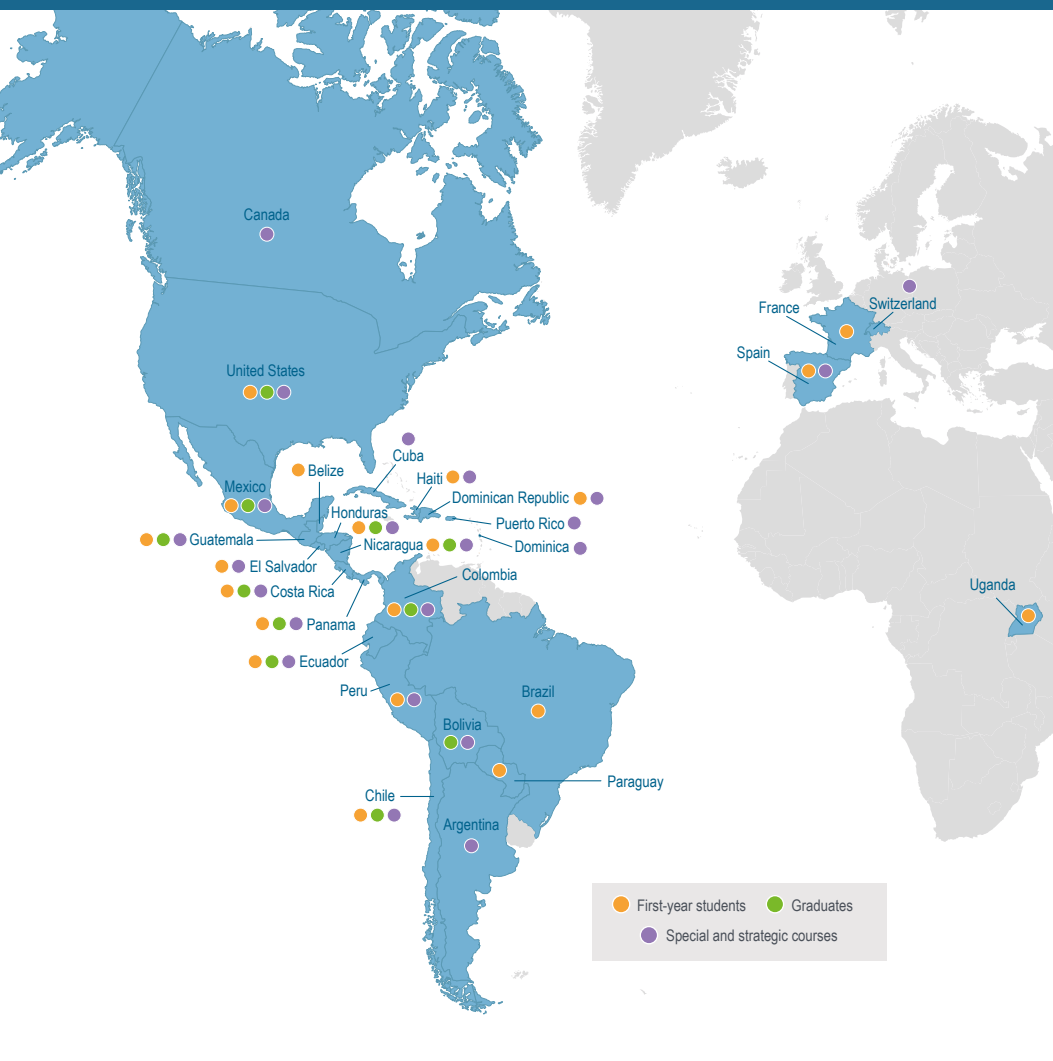 Canada
France
Switzerland
Spain
United States
Cuba
Belize
Haiti
Mexico
Dominican Republic
Honduras
Puerto Rico
Guatemala
Nicaragua
Dominica
El Salvador
Colombia
Costa Rica
Uganda
Panama
Ecuador
Peru
Brazil
Bolivia
Paraguay
Chile
Argentina
First-year students
Graduates
Special and strategic courses